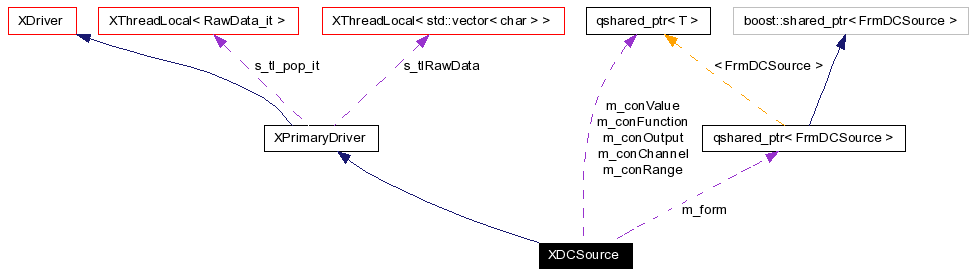 XDriver
XThreadLocal< RawData_it >
XThreadLocal< std::vector< char > >
qshared_ptr< T >
boost::shared_ptr< FrmDCSource >
s_tl_pop_it
s_tlRawData
< FrmDCSource >
m_conValue
m_conFunction
m_conOutput
m_conChannel
m_conRange
XPrimaryDriver
qshared_ptr< FrmDCSource >
m_form
XDCSource